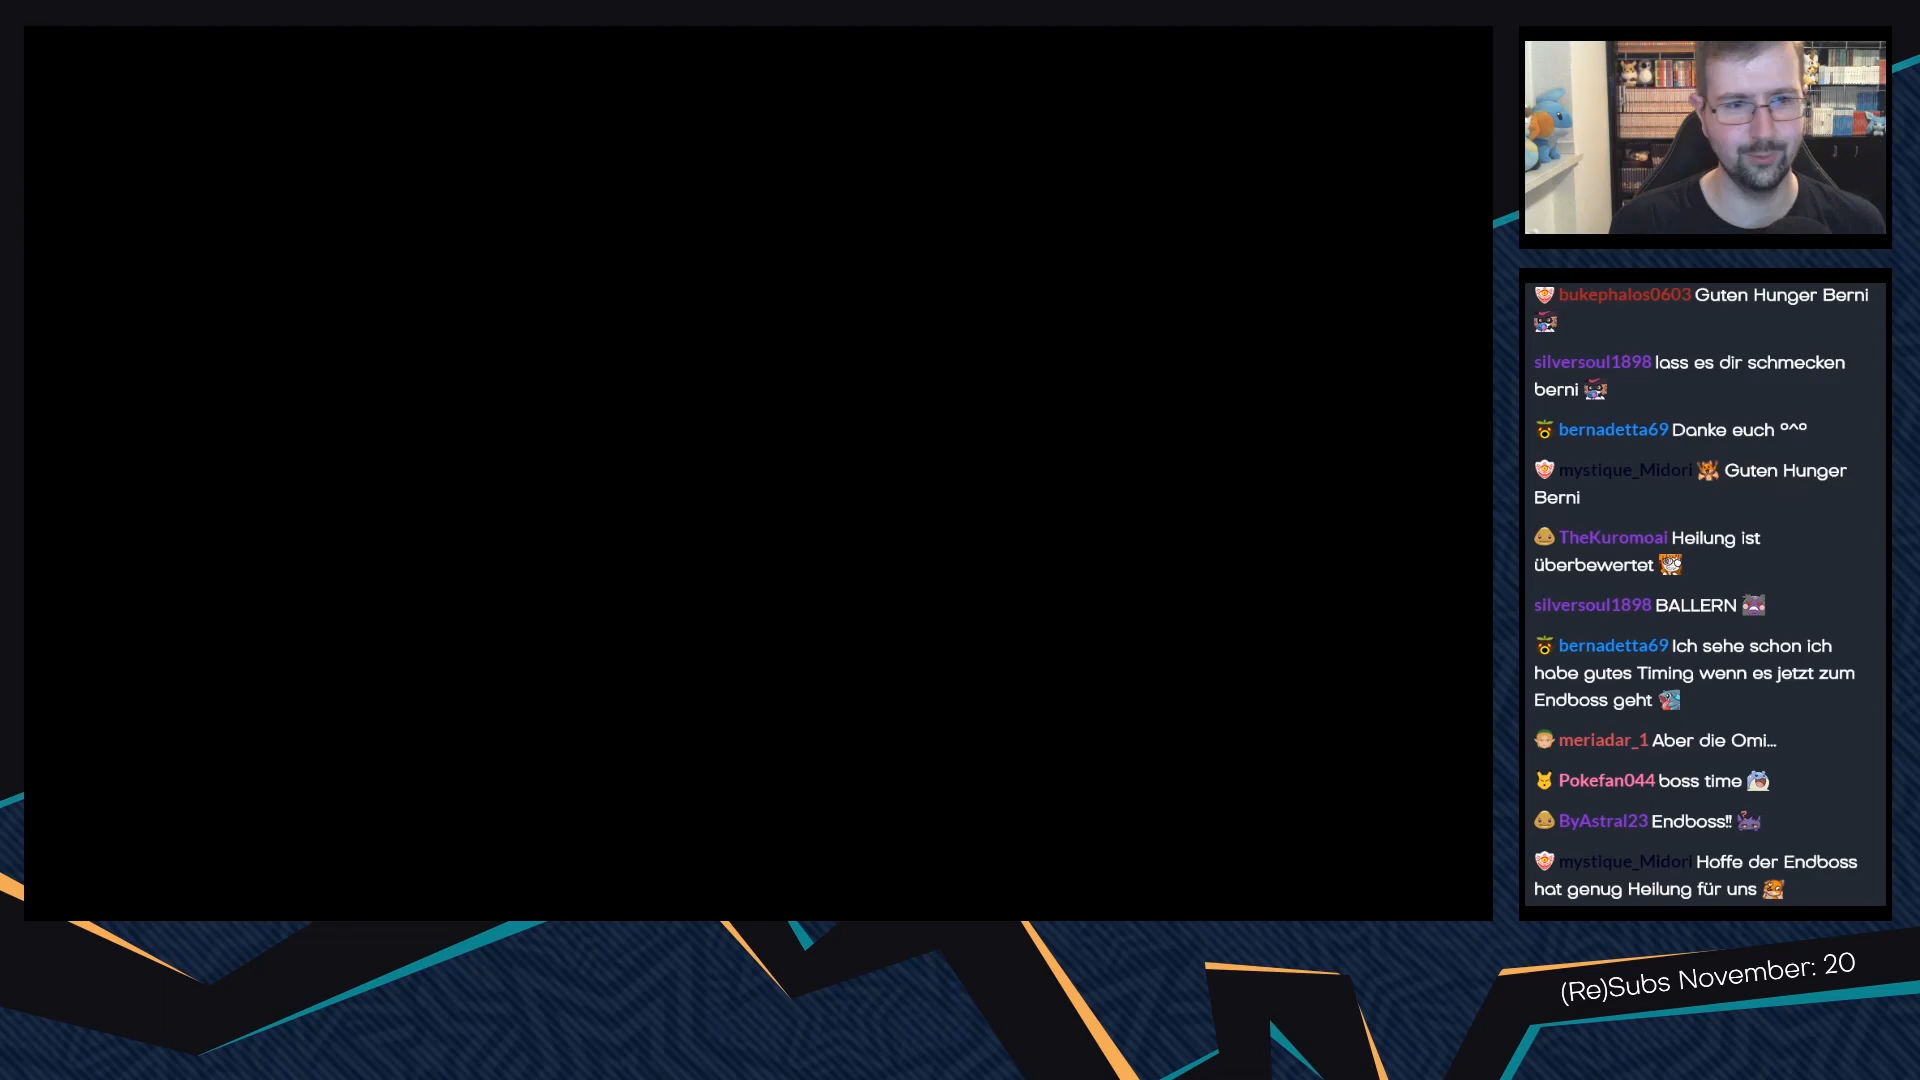 bukephalos0603 Guten Hunger Berni
silversoul1898 lass es dir schmecken
berni
bernadetta69 Danke euch °^°
mystique_Midori Guten Hunger
Berni
TheKuromoai Heilung ist
überbewertet
silversoul1898 BALLERN
bernadetta69 Ich sehe schon ich
habe gutes Timing wenn es jetzt zum
Endboss geht
meriadar_1 Aber die Omi...
Pokefan044 boss time
ByAstral23 Endboss!!
mystique_Midori Hoffe der Endboss
hat genug Heilung für uns
(Re)Subs November: 20